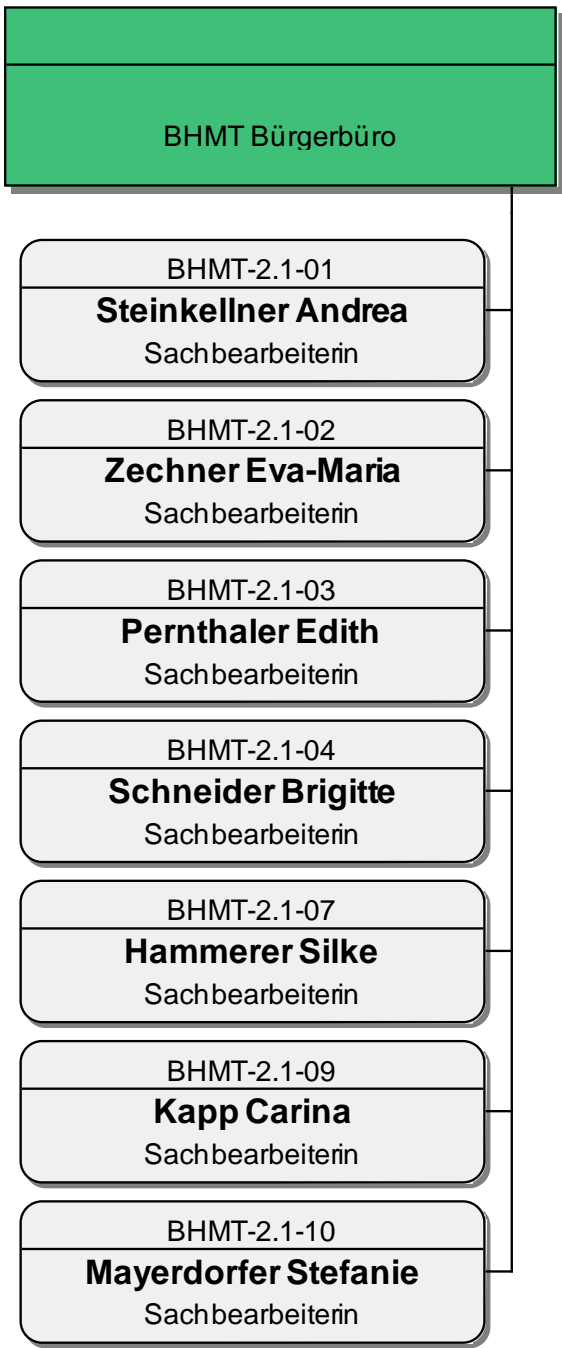 BHMT Bürgerbüro
BHMT-2.1-01
Steinkellner Andrea
Sachbearbeiterin
BHMT-2.1-02
Zechner Eva-Maria
Sachbearbeiterin
BHMT-2.1-03
Pernthaler Edith
Sachbearbeiterin
BHMT-2.1-04
Schneider Brigitte
Sachbearbeiterin
BHMT-2.1-07
Hammerer Silke
Sachbearbeiterin
BHMT-2.1-09
Kapp Carina
Sachbearbeiterin
BHMT-2.1-10
Mayerdorfer Stefanie
Sachbearbeiterin